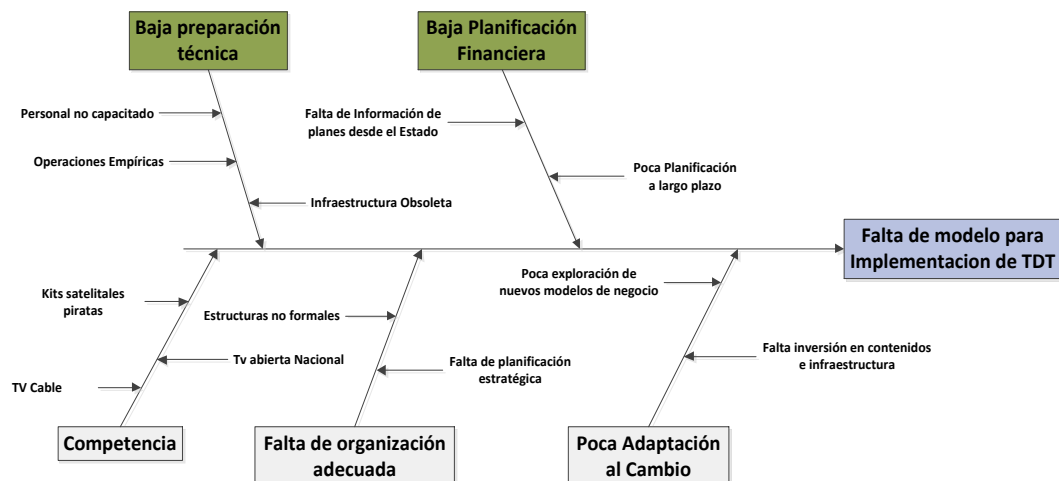 Baja preparación
técnica
Baja Planificación
Financiera
Personal no capacitado
Falta de Información de
planes desde el Estado
Operaciones Empíricas
Poca Planificación
a largo plazo
Infraestructura Obsoleta
Falta de modelo para
Implementacion de TDT
Kits satelitales
piratas
Estructuras no formales
Poca exploración de
nuevos modelos de negocio
Tv abierta Nacional
Falta de planificación
estratégica
Falta inversión en contenidos
e infraestructura
TV Cable
Competencia
Falta de organización
adecuada
Poca Adaptación
al Cambio